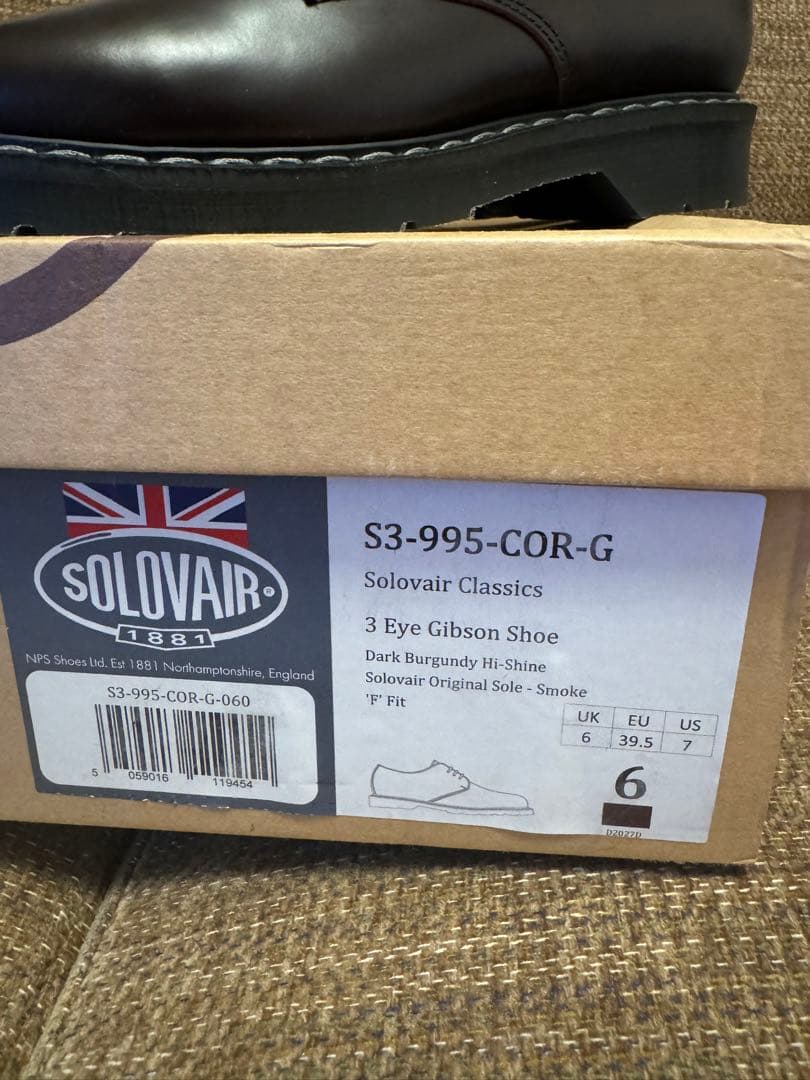 SOLOVAIR®
1881
NPS Shoes Ltd. Est 1881 Northamptonshire, England
S3-995-COR-G-060
5 059016 119454
S3-995-COR-G
Solovair Classics
3 Eye Gibson Shoe
Dark Burgundy Hi-Shine
Solovair Original Sole - Smoke
'F' Fit
UK EU US
6 39.5 7
6
D2027D